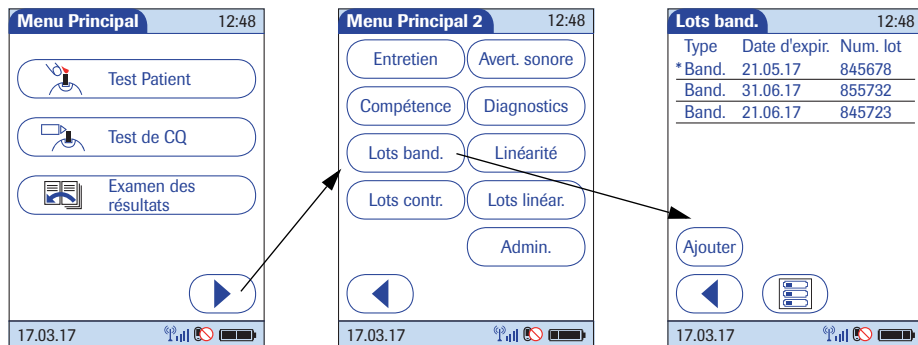 Menu Principal 12:48
Test Patient
Test de CQ
Examen des
résultats
17.03.17
Menu Principal 2 12:48
Entretien Avert. sonore
Compétence Diagnostics
Lots band. Linéarité
Lots contr. Lots linéar.
Admin.
Lots band. 12:48
Type Date d'expir. Num. lot
*Band. 21.05.17 845678
Band. 31.06.17 855732
Band. 21.06.17 845723
Ajouter
17.03.17